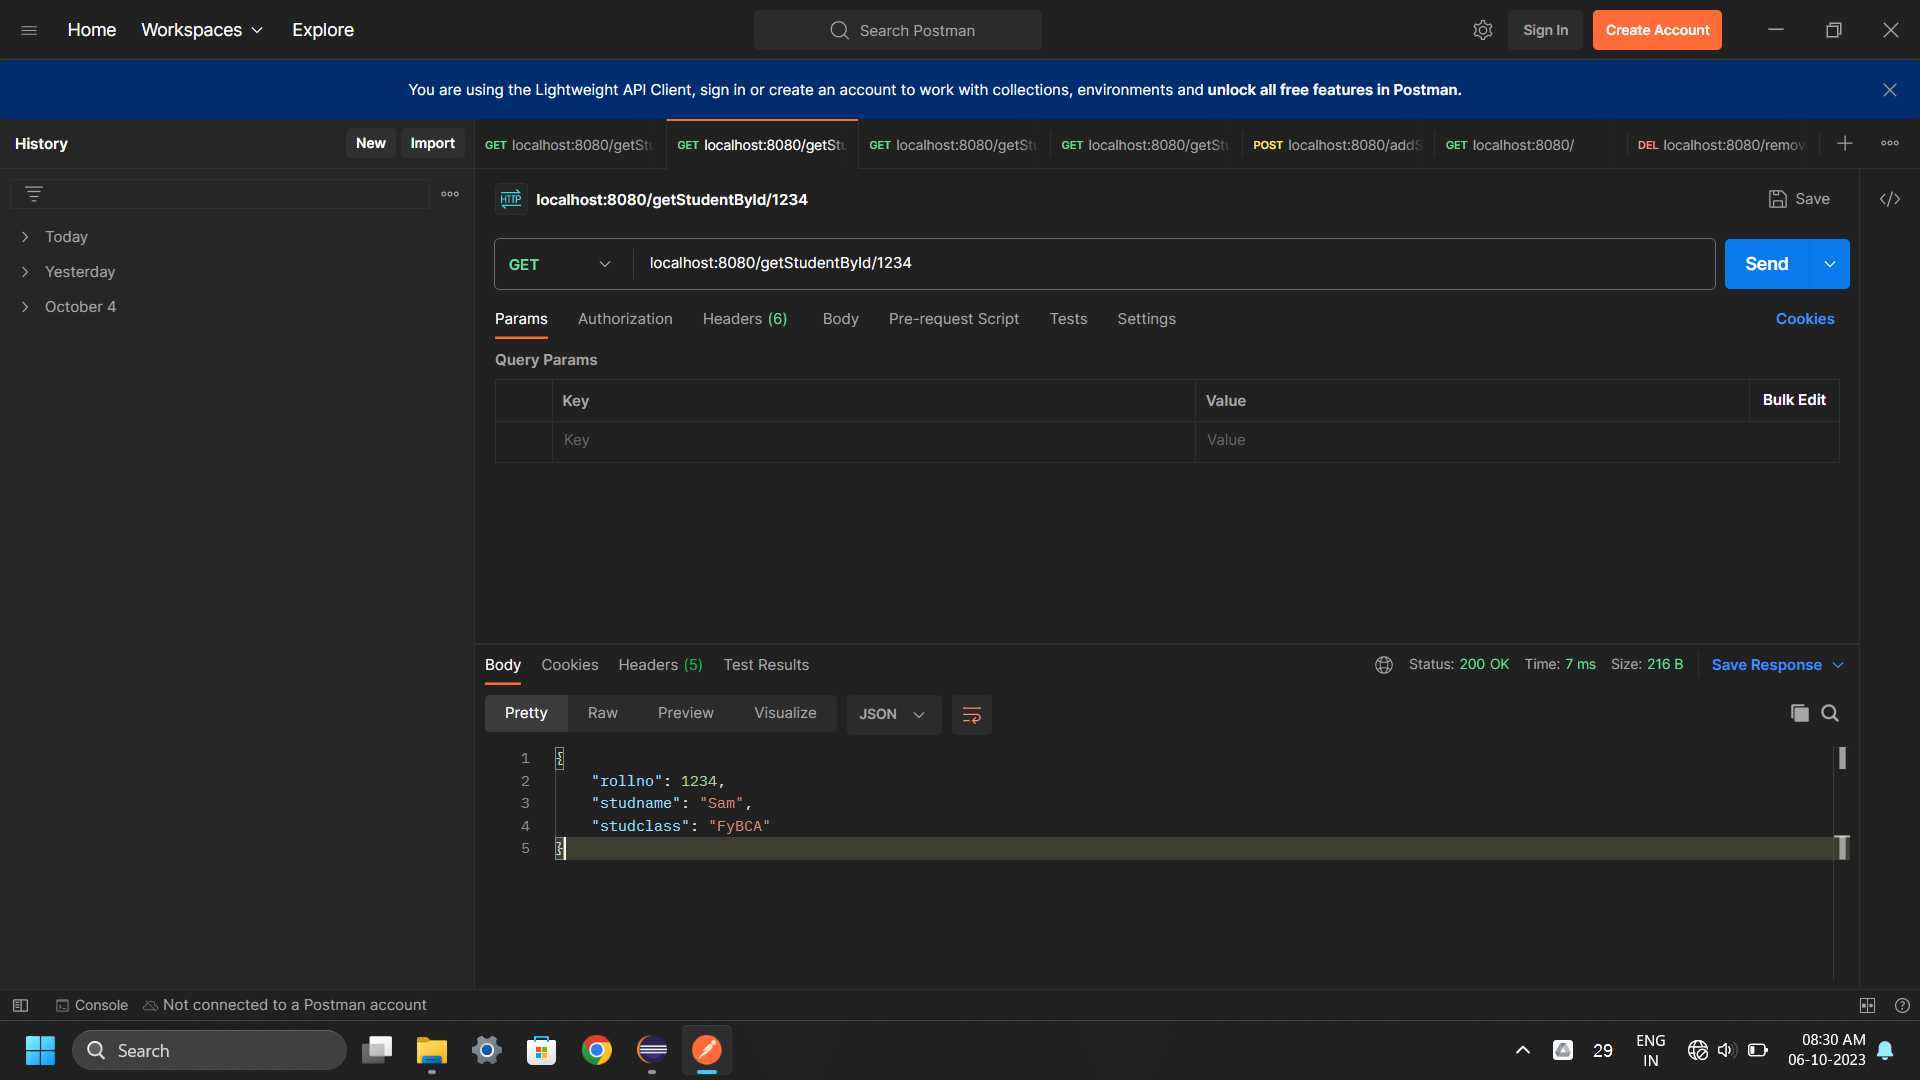 Home Workspaces Explore Search Postman Sign In Create Account
You are using the Lightweight API Client, sign in or create an account to work with collections, environments and unlock all free features in Postman.
History New Import
GET localhost:8080/getStu GET localhost:8080/getStu GET localhost:8080/getStu GET localhost:8080/getStu POST localhost:8080/addS GET localhost:8080/ DEL localhost:8080/remov
HTTP localhost:8080/getStudentById/1234 Save
Today
Yesterday
October 4
GET localhost:8080/getStudentById/1234 Send
Params Authorization Headers (6) Body Pre-request Script Tests Settings Cookies
Query Params
Key Value Bulk Edit
Key Value
Body Cookies Headers (5) Test Results Status: 200 OK Time: 7 ms Size: 216 B Save Response
Pretty Raw Preview Visualize JSON
1 {
2 "rollno": 1234,
3 "studname": "Sam",
4 "studclass": "FyBCA"
5 }
Console Not connected to a Postman account
Search 29 ENG IN 08:30 AM
06-10-2023